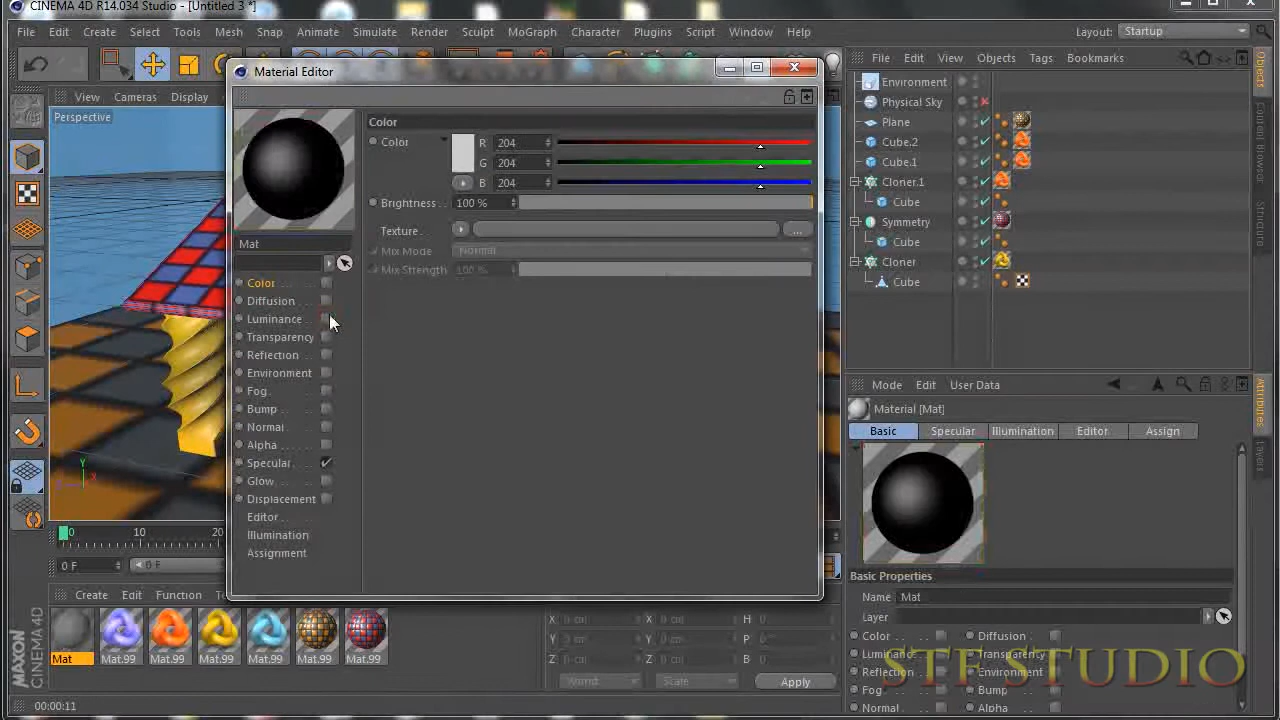 CINEMA 4D R14.034 Studio - [Untitled 3 *]
File Edit Create Select Tools Mesh Snap Animate Simulate Render Sculpt MoGraph Character Plugins Script Window Help Layout: Startup
View Cameras Display
Perspective
Material Editor
Color
Color R 204
G 204
B 204
Brightness . . 100 %
Texture . ...
Mix Mode Normal
Mix Strength 100 %
Mat
Color
Diffusion
Luminance
Transparency
Reflection
Environment
Fog
Bump
Normal
Alpha
Specular
Glow
Displacement
Editor
Illumination
Assignment
File Edit View Objects Tags Bookmarks
Environment
Physical Sky
Plane
Cube.2
Cube.1
Cloner.1
Cube
Symmetry
Cube
Cloner
Cube
Objects
Content Browser
Structure
Mode Edit User Data
Material [Mat]
Basic Specular Illumination Editor Assign
Basic Properties
Name Mat
Layer
Color Diffusion
Luminance Transparency
Reflection Environment
Fog Bump
Normal Alpha
Attributes
Layers
STF STUDIO
0 10 20
0 F 0 F
Create Edit Function
Mat Mat.99 Mat.99 Mat.99 Mat.99 Mat.99 Mat.99
X 0 cm X 0 cm H 0
Y 0 cm Y 0 cm P 0
Z 0 cm Z 0 cm B 0
World Scale Apply
MAXON
CINEMA 4D
00:00:11
Y
X